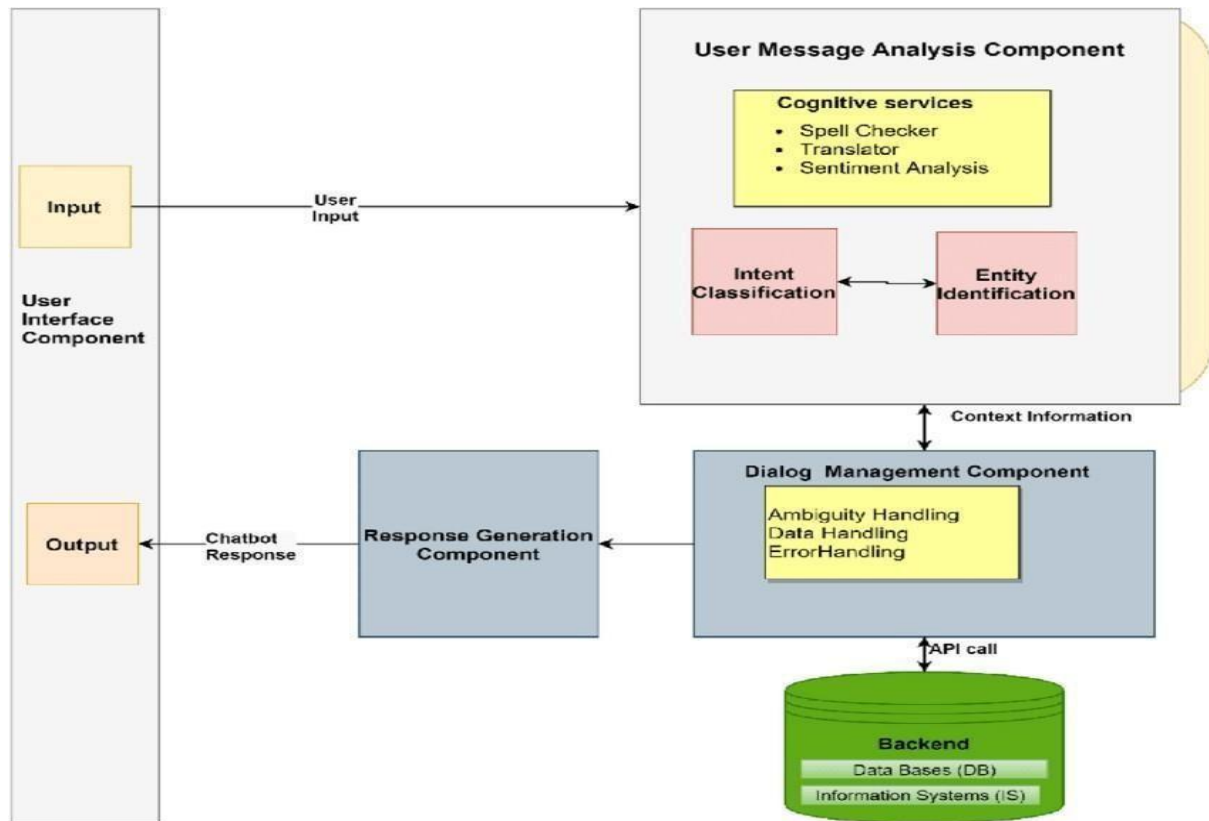 User Message Analysis Component
Cognitive services
• Spell Checker
• Translator
• Sentiment Analysis
Input
User
Input
Intent
Classification
Entity
Identification
User
Interface
Component
Context Information
Dialog Management Component
Ambiguity Handling
Data Handling
ErrorHandling
Response Generation
Component
Chatbot
Response
Output
API call
Backend
Data Bases (DB)
Information Systems (IS)